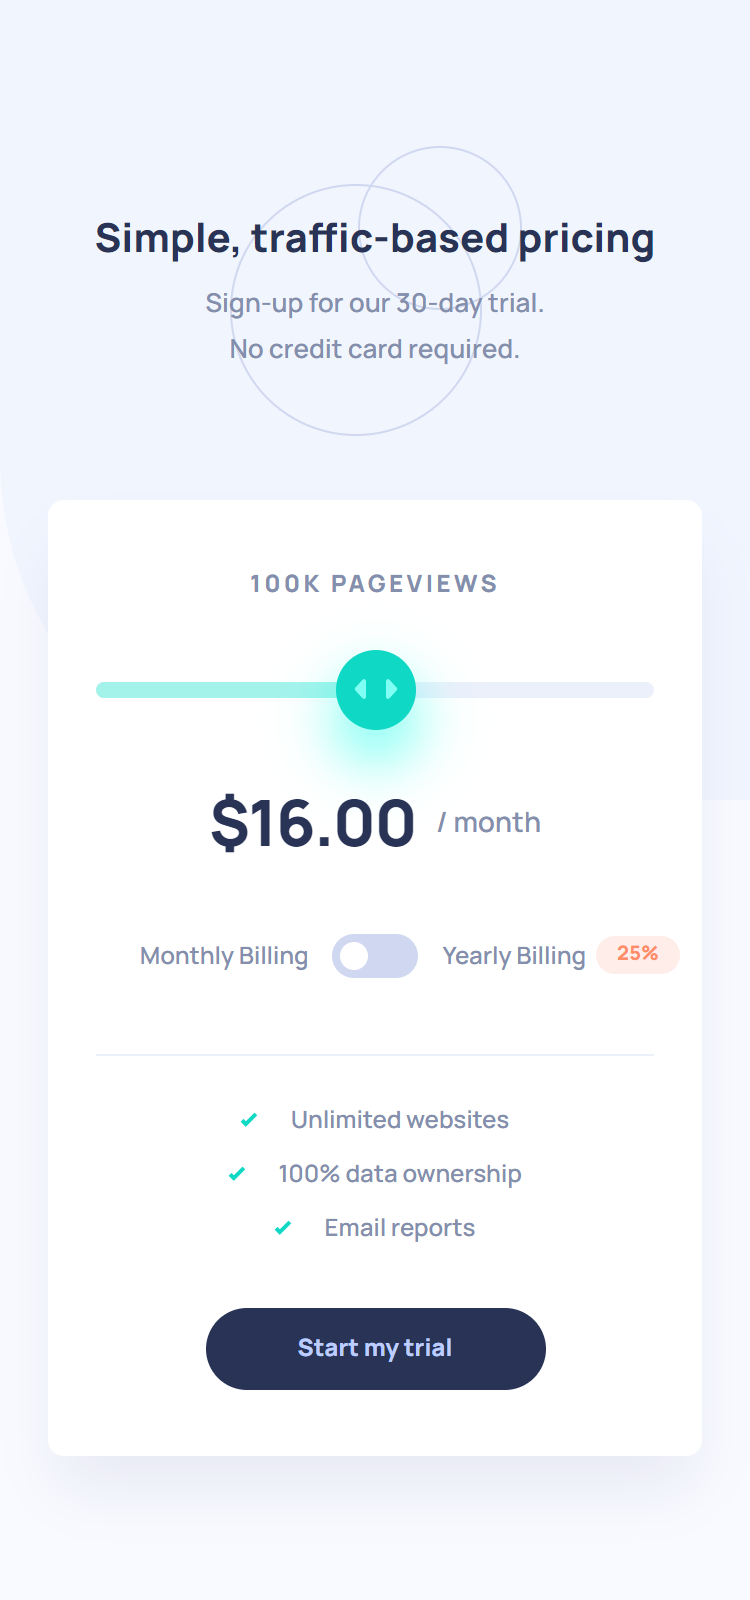 Simple, traffic-based pricing
Sign-up for our 30-day trial.
No credit card required.
100K PAGEVIEWS
$16.00 / month
Monthly Billing Yearly Billing 25%
Unlimited websites
100% data ownership
Email reports
Start my trial